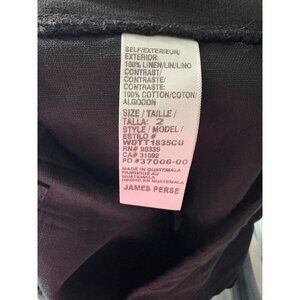 SELF/EXTERIEUR/
EXTERIOR:
100% LINEN/LIN/LINO
CONTRAST/
CONTRASTE/
CONTRASTE:
100% COTTON/COTON/
ALGODON
SIZE / TAILLE /
TALLA: 2
STYLE / MODEL /
ESTILO #
WDTT1835CU
RN# 95339
CA# 31092
PO #37006-00
MADE IN GUATEMALA
FABRIQUE AU
GUATEMALA
HECHO EN GUATEMALA
JAMES PERSE